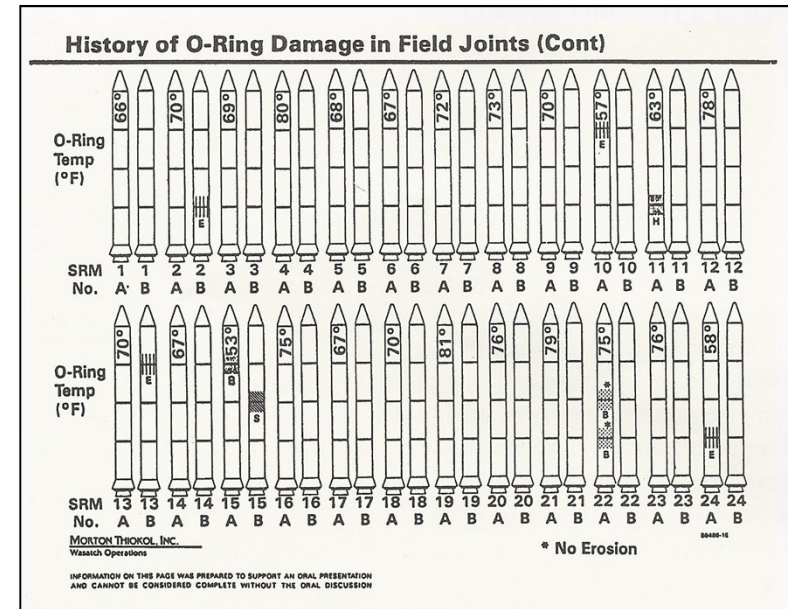 History of O-Ring Damage in Field Joints (Cont)
O-Ring
Temp
(°F)
66° 70° 69° 80° 68° 67° 72° 73° 70° 57° 63° 78°
E E H
SRM 1 1 2 2 3 3 4 4 5 5 6 6 7 7 8 8 9 9 10 10 11 11 12 12
No. A B A B A B A B A B A B A B A B A B A B A B A B
O-Ring
Temp
(°F)
70° 67° 53° 75° 67° 70° 81° 76° 79° 75° 76° 58°
E B S * B * B E
SRM 13 13 14 14 15 15 16 16 17 17 18 18 19 19 20 20 21 21 22 22 23 23 24 24
No. A B A B A B A B A B A B A B A B A B A B A B A B
MORTON THIOKOL, INC.
Wasatch Operations
* No Erosion
INFORMATION ON THIS PAGE WAS PREPARED TO SUPPORT AN ORAL PRESENTATION
AND CANNOT BE CONSIDERED COMPLETE WITHOUT THE ORAL DISCUSSION